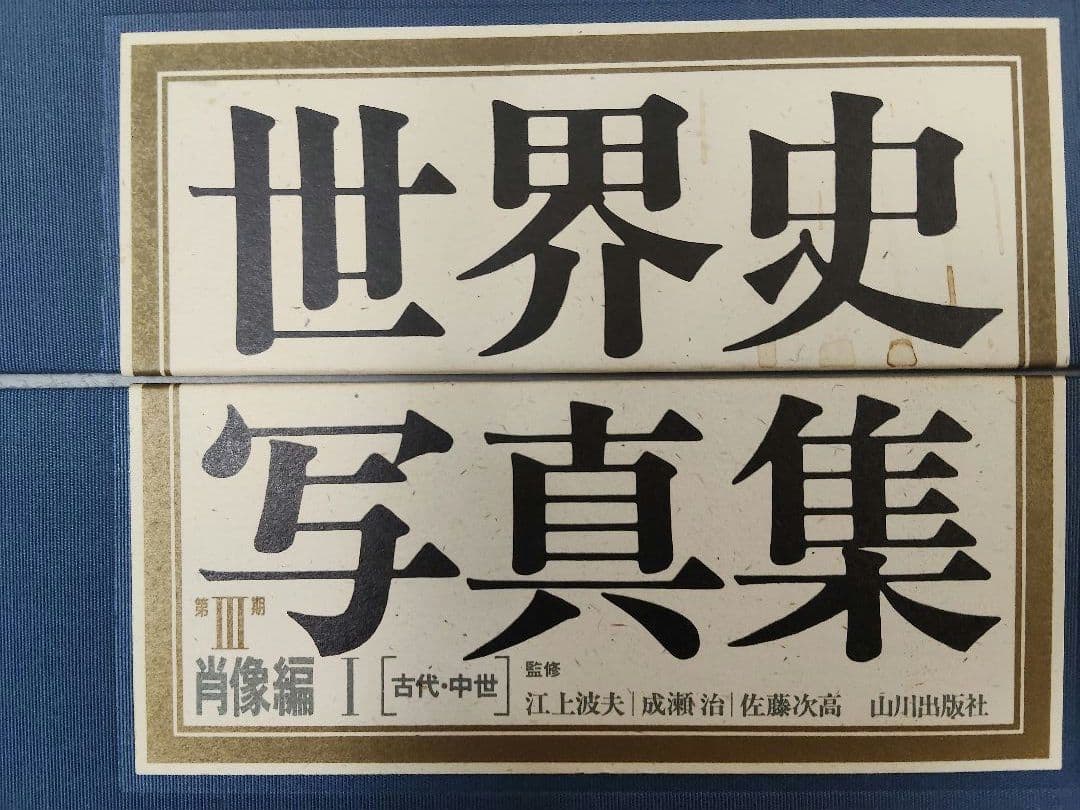 世界史
写真集
第III期
肖像編 I [古代・中世]
監修
江上波夫|成瀬 治|佐藤次高 山川出版社